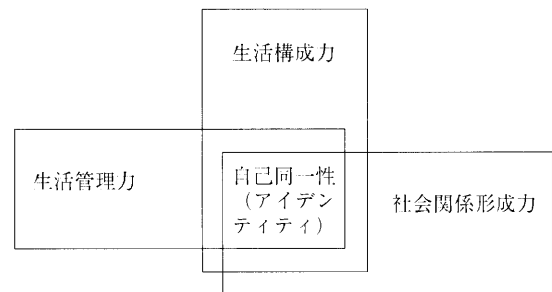 生活構成力
生活管理力
自己同一性
（アイデン
ティティ）
社会関係形成力